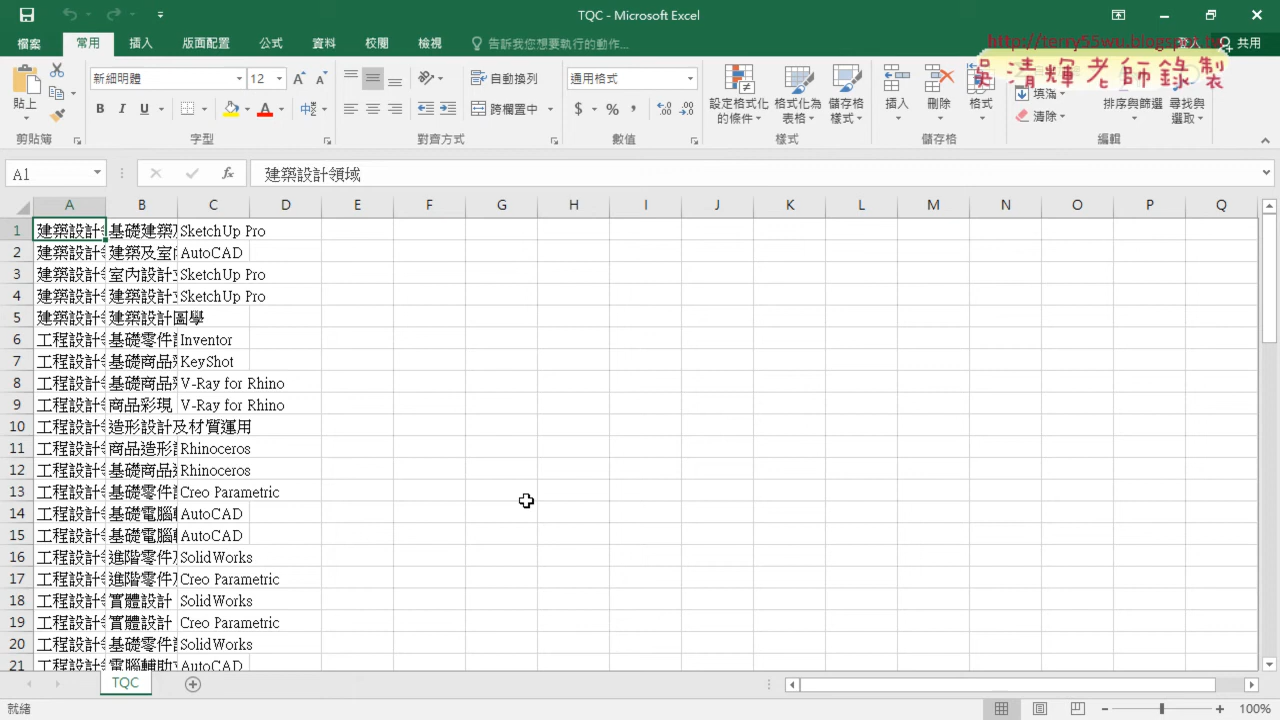 TQC - Microsoft Excel
檔案 常用 插入 版面配置 公式 資料 校閱 檢視 告訴我您想要執行的動作... 登入 共用
http://terry55wu.blogspot.tw
吳清輝老師錄製
新細明體 12 自動換列 通用格式
貼上 B I U 跨欄置中 $ % , 設定格式化的條件 格式化為表格 儲存格樣式 插入 刪除 格式 填滿 清除 排序與篩選 尋找與選取
剪貼簿 字型 對齊方式 數值 樣式 儲存格 編輯
A1 fx 建築設計領域
A B C D E F G H I J K L M N O P Q
1 建築設計 基礎建築 SketchUp Pro
2 建築設計 建築及室 AutoCAD
3 建築設計 室內設計 SketchUp Pro
4 建築設計 建築設計 SketchUp Pro
5 建築設計 建築設計圖學
6 工程設計 基礎零件 Inventor
7 工程設計 基礎商品 KeyShot
8 工程設計 基礎商品 V-Ray for Rhino
9 工程設計 商品彩現 V-Ray for Rhino
10 工程設計 造形設計及材質運用
11 工程設計 商品造形 Rhinoceros
12 工程設計 基礎商品 Rhinoceros
13 工程設計 基礎零件 Creo Parametric
14 工程設計 基礎電腦 AutoCAD
15 工程設計 基礎電腦 AutoCAD
16 工程設計 進階零件 SolidWorks
17 工程設計 進階零件 Creo Parametric
18 工程設計 實體設計 SolidWorks
19 工程設計 實體設計 Creo Parametric
20 工程設計 基礎零件 SolidWorks
21 工程設計 電腦輔助 AutoCAD
TQC
就緒 100%